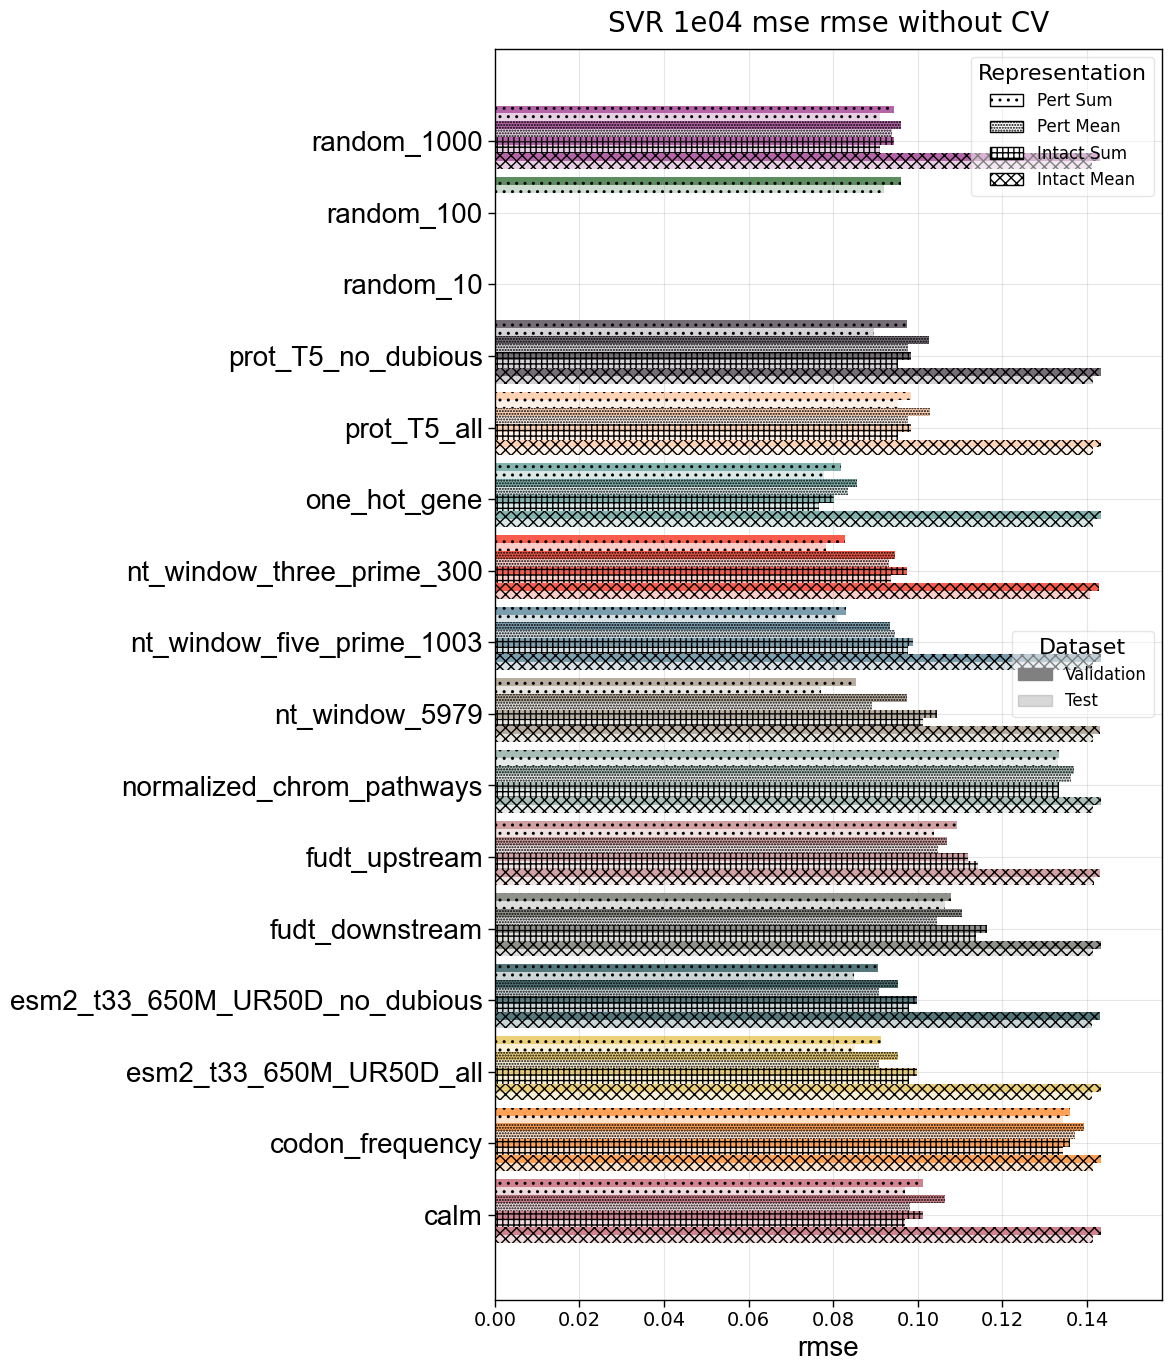 SVR 1e04 mse rmse without CV
Representation
Pert Sum
Pert Mean
Intact Sum
Intact Mean
random_1000
random_100
random_10
prot_T5_no_dubious
prot_T5_all
one_hot_gene
nt_window_three_prime_300
nt_window_five_prime_1003
Dataset
Validation
Test
nt_window_5979
normalized_chrom_pathways
fudt_upstream
fudt_downstream
esm2_t33_650M_UR50D_no_dubious
esm2_t33_650M_UR50D_all
codon_frequency
calm
0.00 0.02 0.04 0.06 0.08 0.10 0.12 0.14
rmse